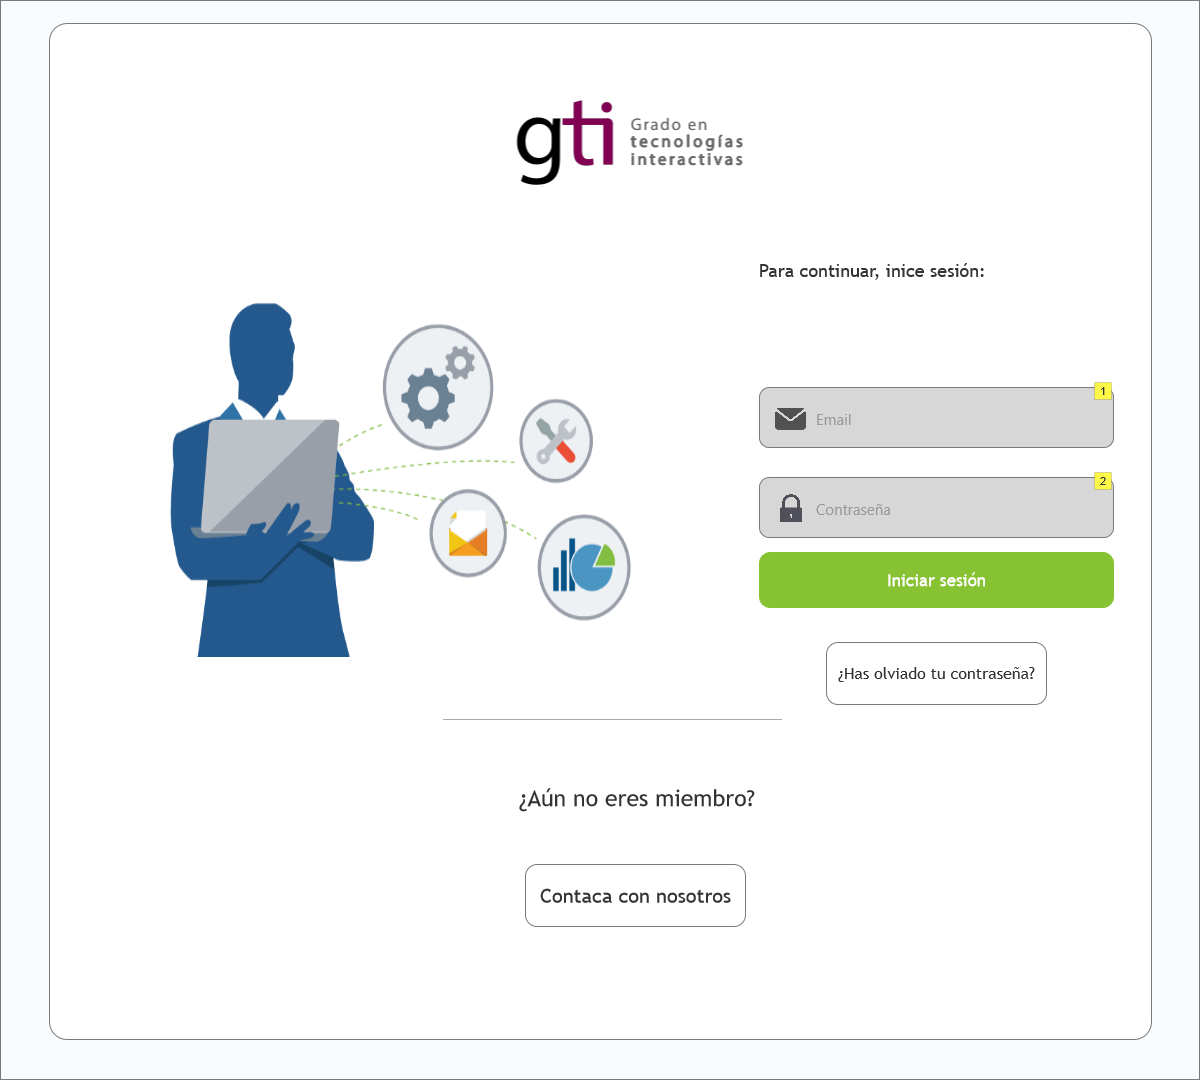 gti
Grado en
tecnologías
interactivas
Para continuar, inice sesión:
1
Email
2
Contraseña
Iniciar sesión
¿Has olvidado tu contraseña?
¿Aún no eres miembro?
Contaca con nosotros